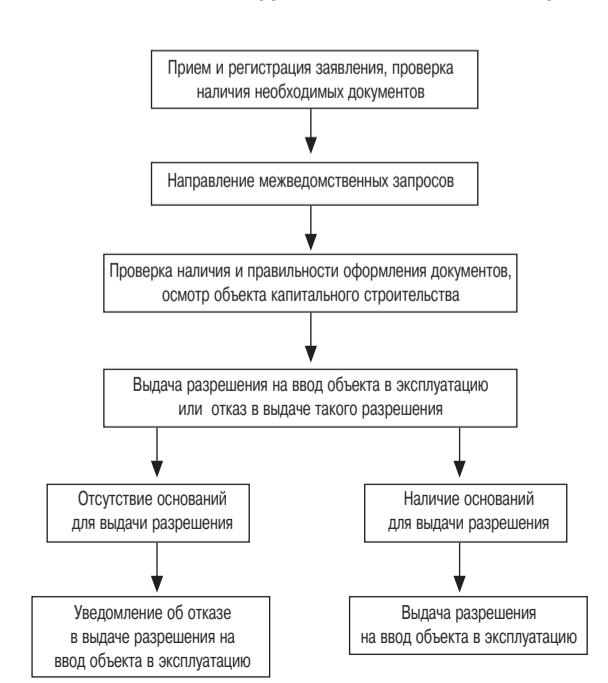 Прием и регистрация заявления, проверка
наличия необходимых документов
Направление межведомственных запросов
Проверка наличия и правильности оформления документов,
осмотр объекта капитального строительства
Выдача разрешения на ввод объекта в эксплуатацию
или отказ в выдаче такого разрешения
Отсутствие оснований
для выдачи разрешения
Наличие оснований
для выдачи разрешения
Уведомление об отказе
в выдаче разрешения на
ввод объекта в эксплуатацию
Выдача разрешения
на ввод объекта в эксплуатацию